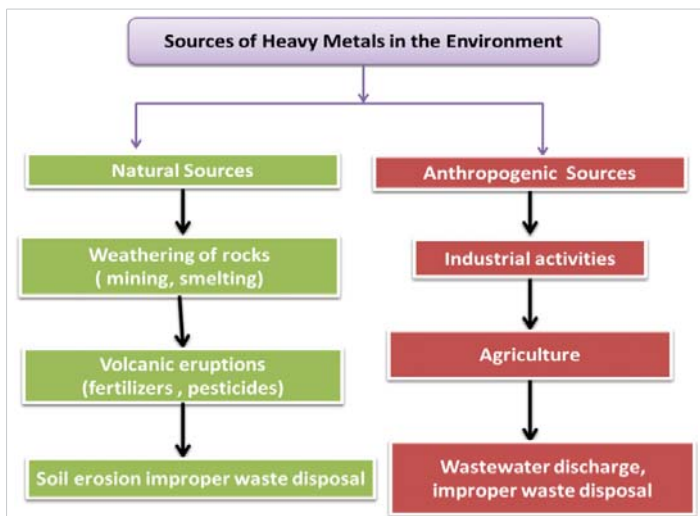 Sources of Heavy Metals in the Environment
Natural Sources
Weathering of rocks
( mining, smelting)
Volcanic eruptions
(fertilizers , pesticides)
Soil erosion improper waste disposal
Anthropogenic Sources
Industrial activities
Agriculture
Wastewater discharge,
improper waste disposal